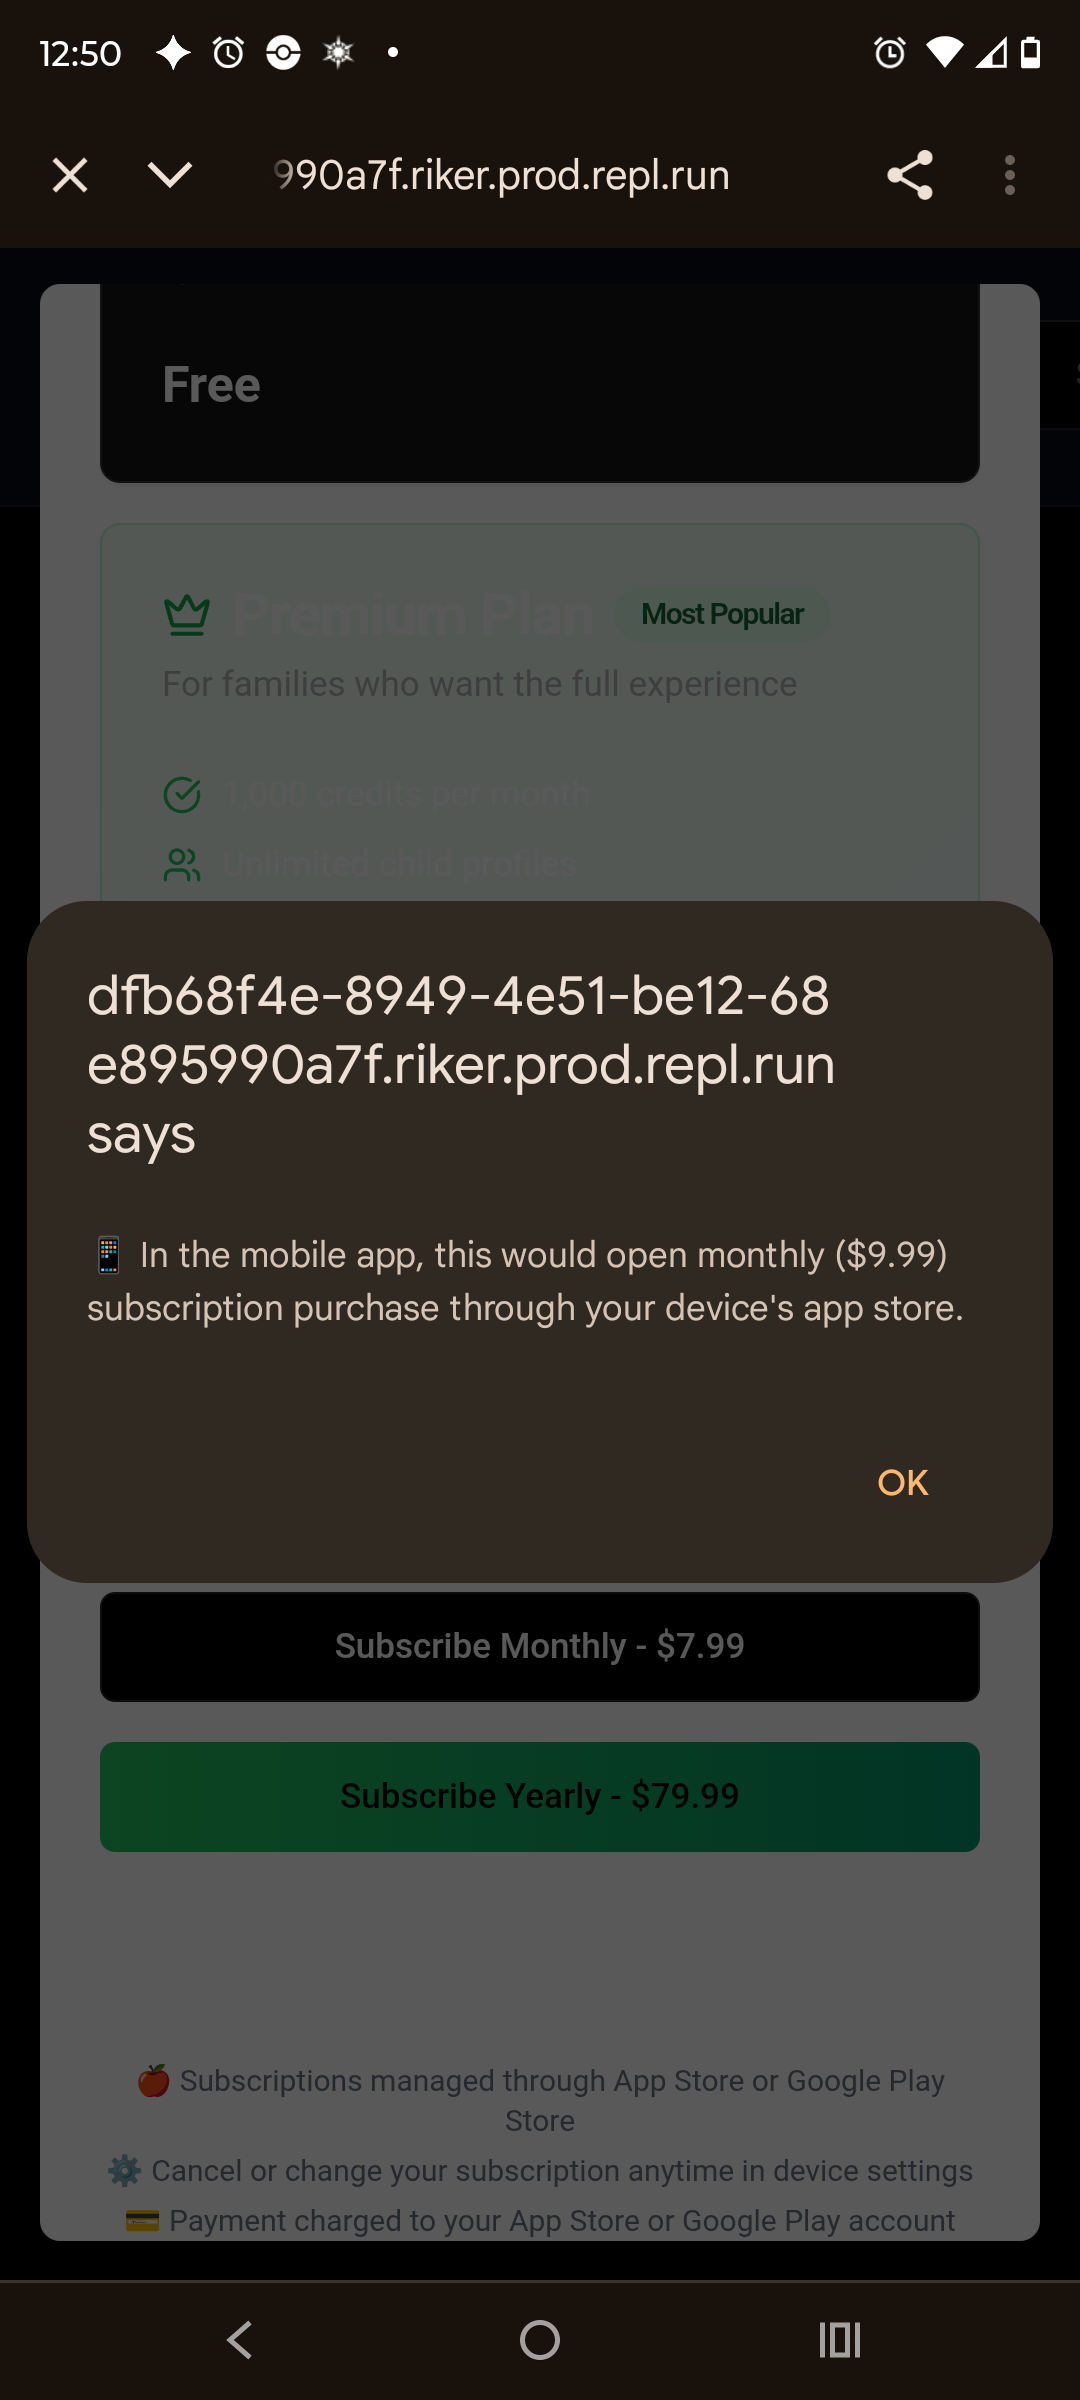 12:50
990a7f.riker.prod.repl.run
Free
Premium Plan
Most Popular
For families who want the full experience
1,000 credits per month
Unlimited child profiles
dfb68f4e-8949-4e51-be12-68
e895990a7f.riker.prod.repl.run
says
📱 In the mobile app, this would open monthly ($9.99)
subscription purchase through your device's app store.
OK
Subscribe Monthly - $7.99
Subscribe Yearly - $79.99
🍎 Subscriptions managed through App Store or Google Play
Store
⚙️ Cancel or change your subscription anytime in device settings
💳 Payment charged to your App Store or Google Play account